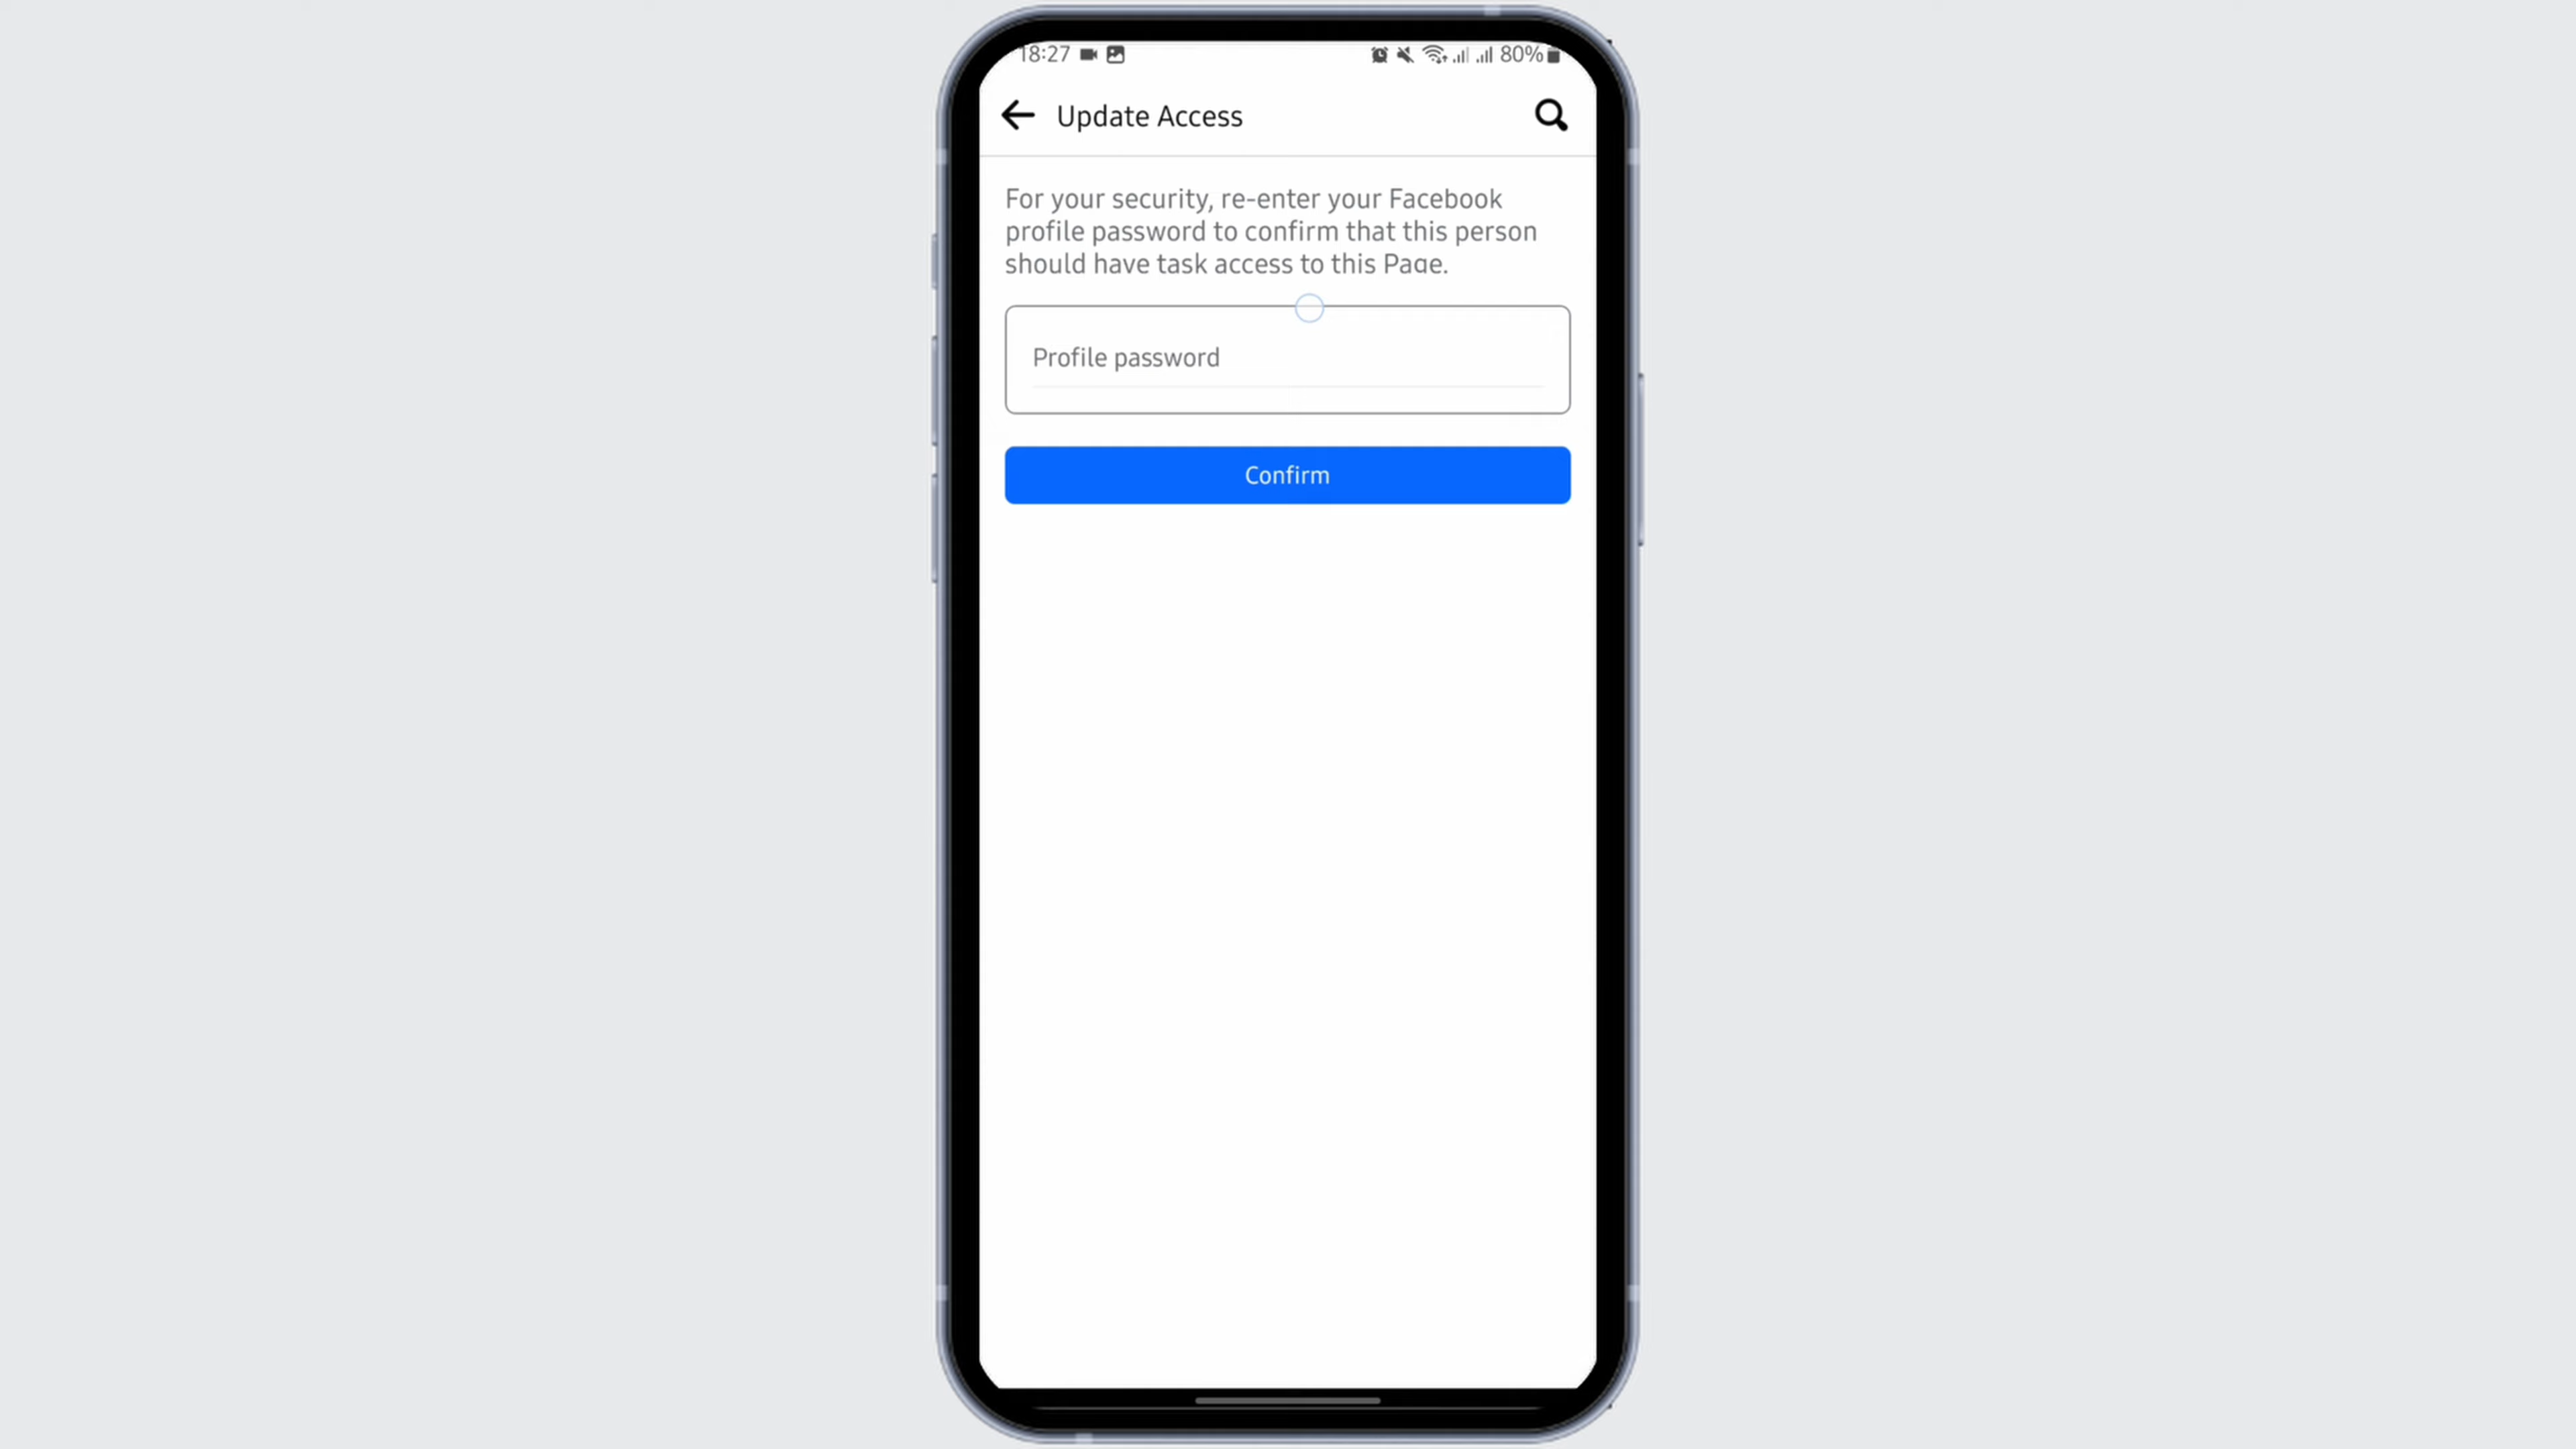 18:27 80%
Update Access
For your security, re-enter your Facebook
profile password to confirm that this person
should have task access to this Page.
Profile password
Confirm